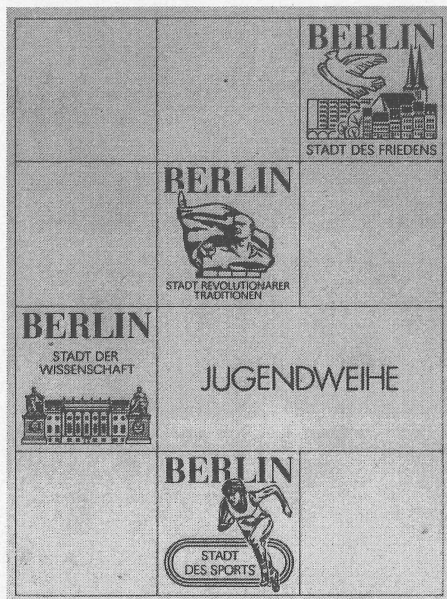 BERLIN
STADT DES FRIEDENS
BERLIN
STADT REVOLUTIONÄRER
TRADITIONEN
BERLIN
STADT DER
WISSENSCHAFT
JUGENDWEIHE
BERLIN
STADT
DES SPORTS